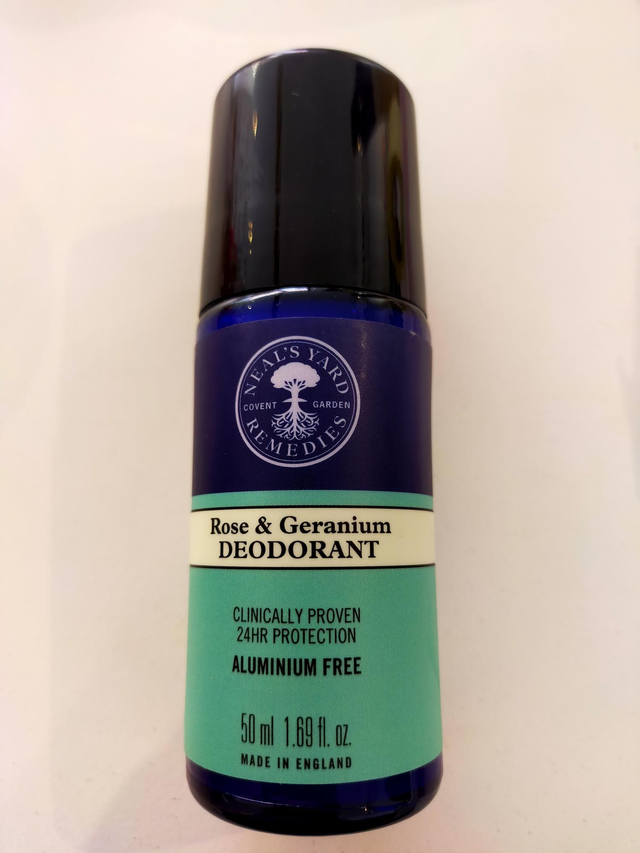 NEAL'S YARD
COVENT GARDEN
REMEDIES
Rose & Geranium
DEODORANT
CLINICALLY PROVEN
24HR PROTECTION
ALUMINIUM FREE
50 ml 1.69 fl. oz.
MADE IN ENGLAND